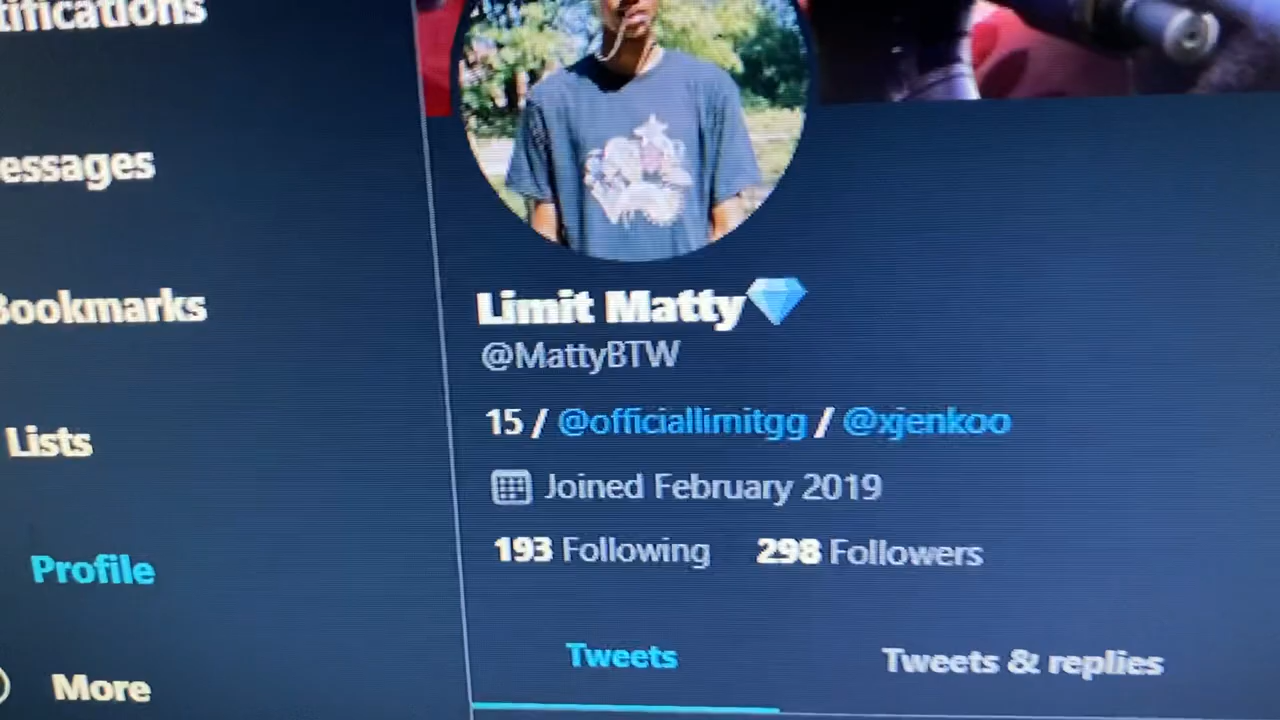 tifications
essages
Bookmarks
Lists
Profile
More
Limit Matty💎
@MattyBTW
15 / @officiallimitgg / @xjenkoo
Joined February 2019
193 Following 298 Followers
Tweets Tweets & replies